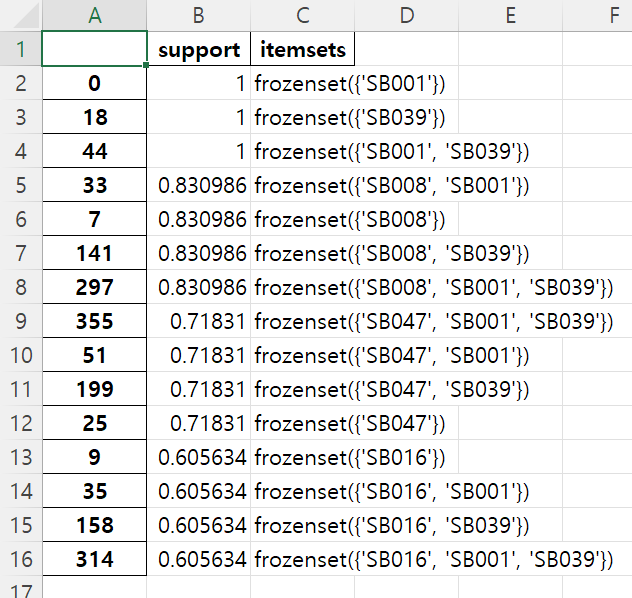 A B C D E F
1 support itemsets
2 0 1 frozenset({'SB001'})
3 18 1 frozenset({'SB039'})
4 44 1 frozenset({'SB001', 'SB039'})
5 33 0.830986 frozenset({'SB008', 'SB001'})
6 7 0.830986 frozenset({'SB008'})
7 141 0.830986 frozenset({'SB008', 'SB039'})
8 297 0.830986 frozenset({'SB008', 'SB001', 'SB039'})
9 355 0.71831 frozenset({'SB047', 'SB001', 'SB039'})
10 51 0.71831 frozenset({'SB047', 'SB001'})
11 199 0.71831 frozenset({'SB047', 'SB039'})
12 25 0.71831 frozenset({'SB047'})
13 9 0.605634 frozenset({'SB016'})
14 35 0.605634 frozenset({'SB016', 'SB001'})
15 158 0.605634 frozenset({'SB016', 'SB039'})
16 314 0.605634 frozenset({'SB016', 'SB001', 'SB039'})
17